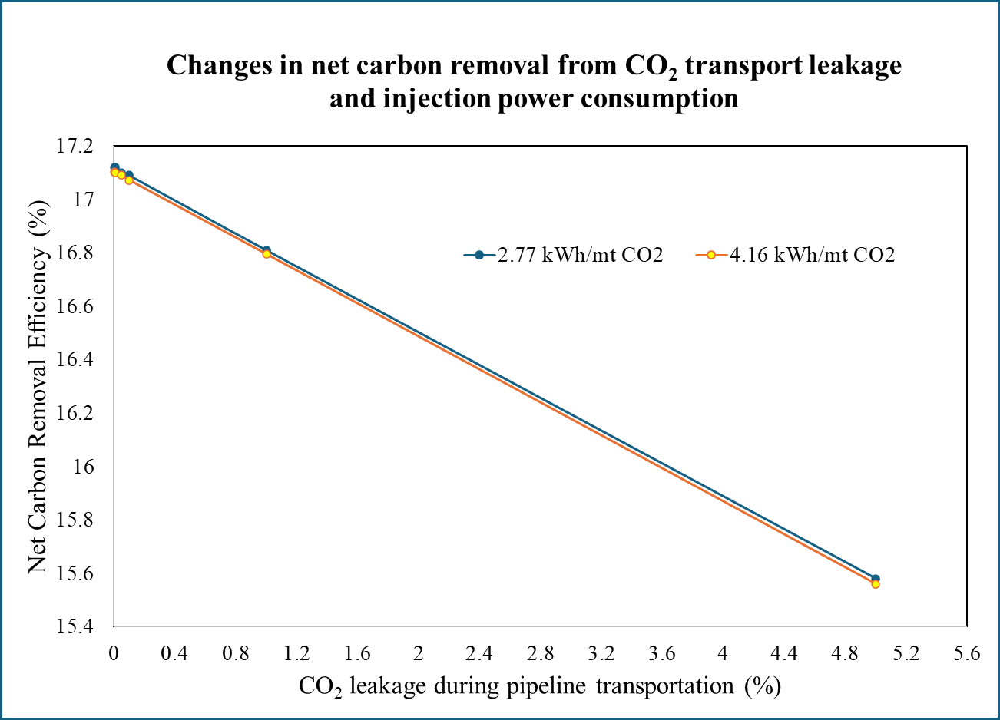 Changes in net carbon removal from CO₂ transport leakage
and injection power consumption
17.2
17
16.8
16.6
16.4
16.2
16
15.8
15.6
15.4
Net Carbon Removal Efficiency (%)
2.77 kWh/mt CO2 4.16 kWh/mt CO2
0 0.4 0.8 1.2 1.6 2 2.4 2.8 3.2 3.6 4 4.4 4.8 5.2 5.6
CO₂ leakage during pipeline transportation (%)